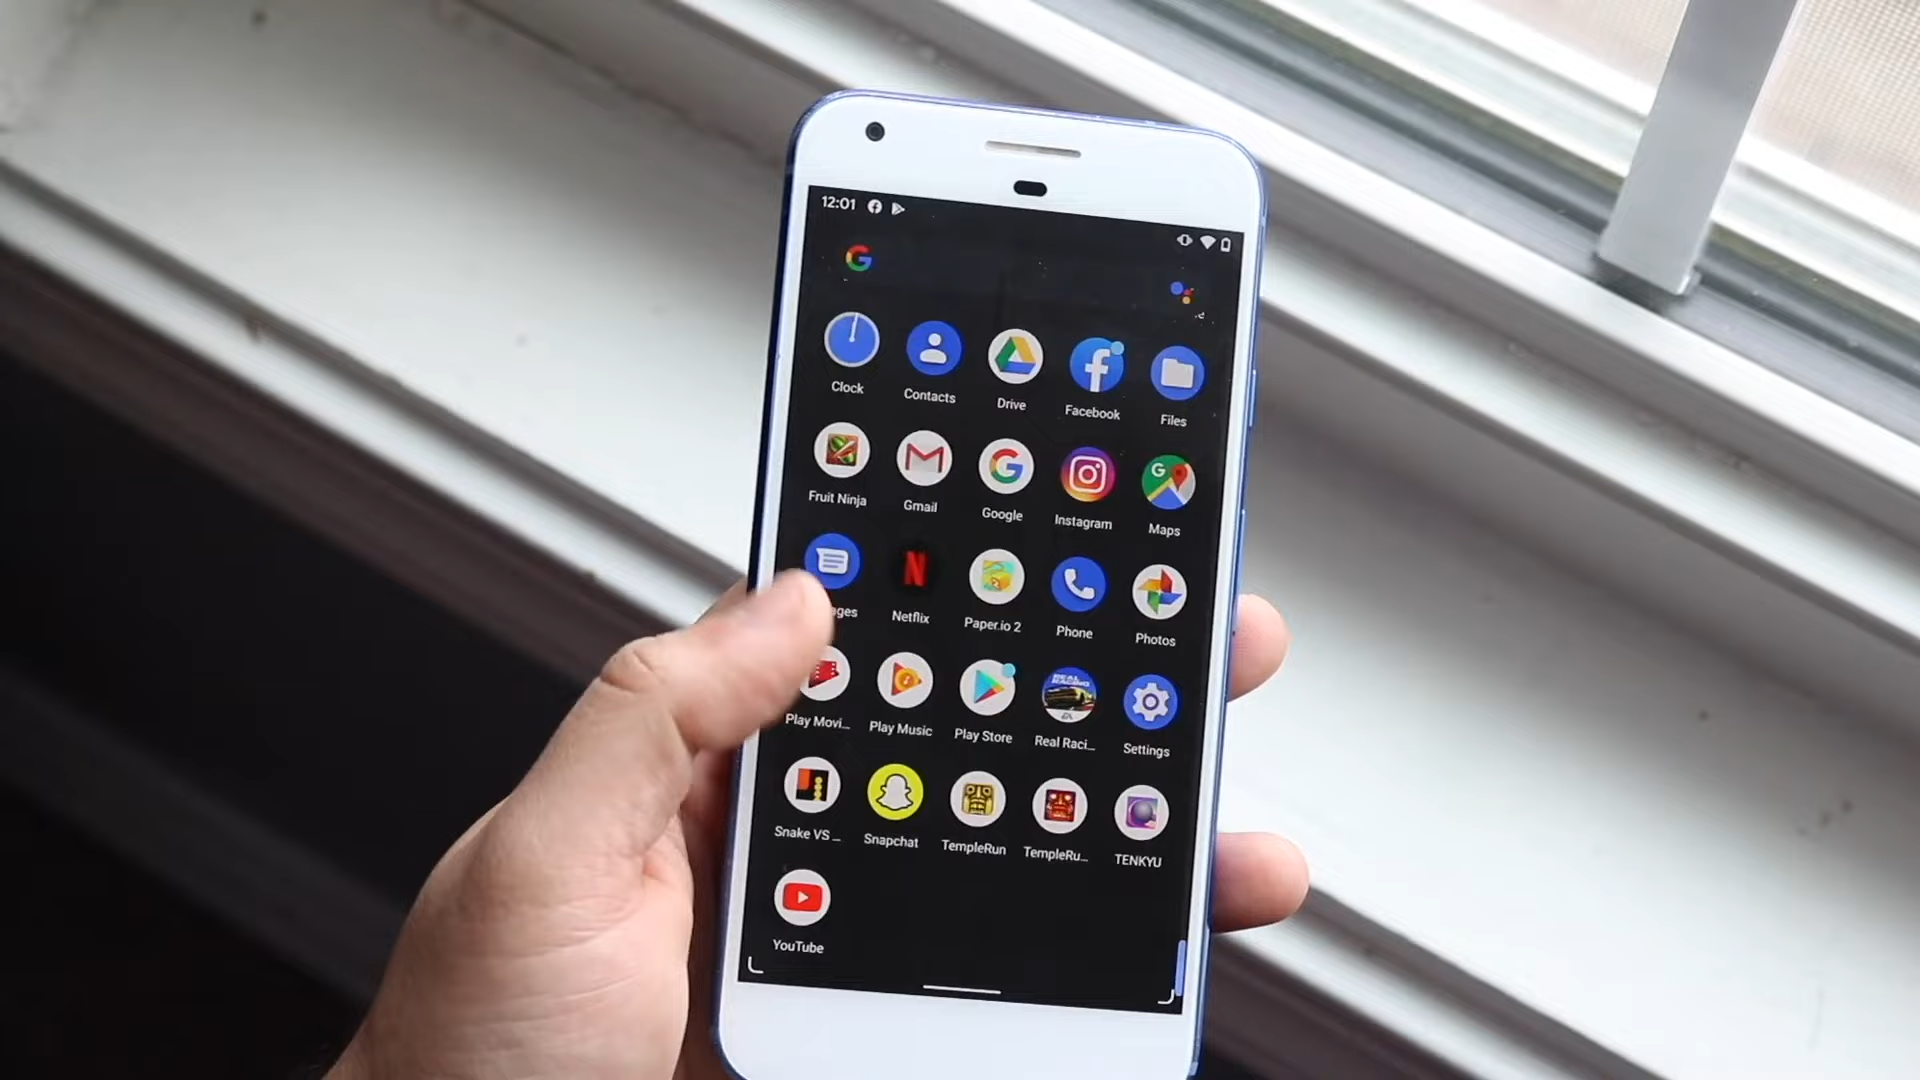 12:01
Clock Contacts Drive Facebook Files
Fruit Ninja Gmail Google Instagram Maps
ages Netflix Paper.io 2 Phone Photos
Play Movi... Play Music Play Store Real Raci... Settings
Snake VS ... Snapchat TempleRun TempleRu... TENKYU
YouTube